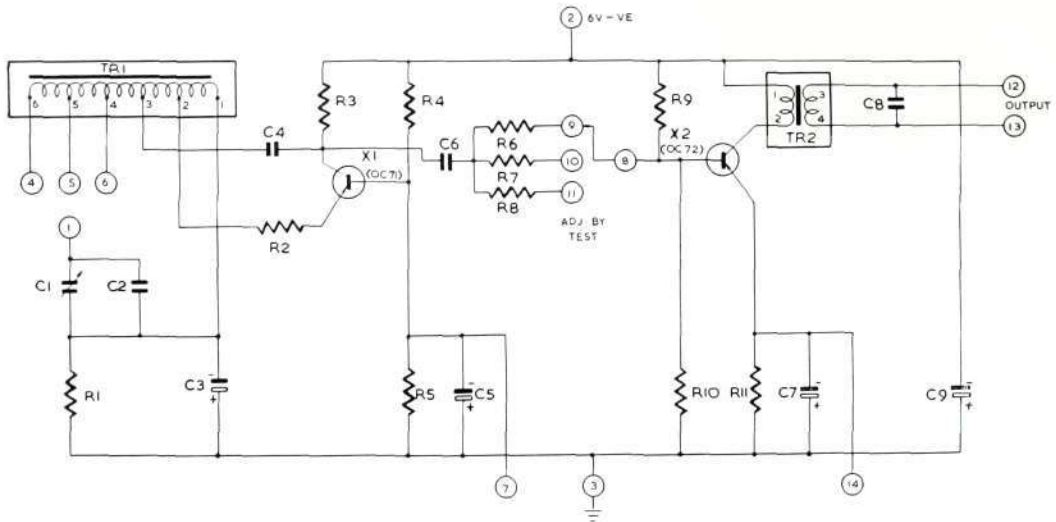 2 6V-VE
TR1
6 5 4 3 2 1
4 5 6
R3
R4
R9
C4
C6
R6
R7
R8
9
10
11
8
ADJ BY
TEST
X1
(OC71)
R2
X2
(OC72)
1 3
2 4
TR2
C8
12
OUTPUT
13
1
C1
C2
R1
C3
- +
R5
C5
- +
R10
R11
C7
- +
C9
- +
7
3
14